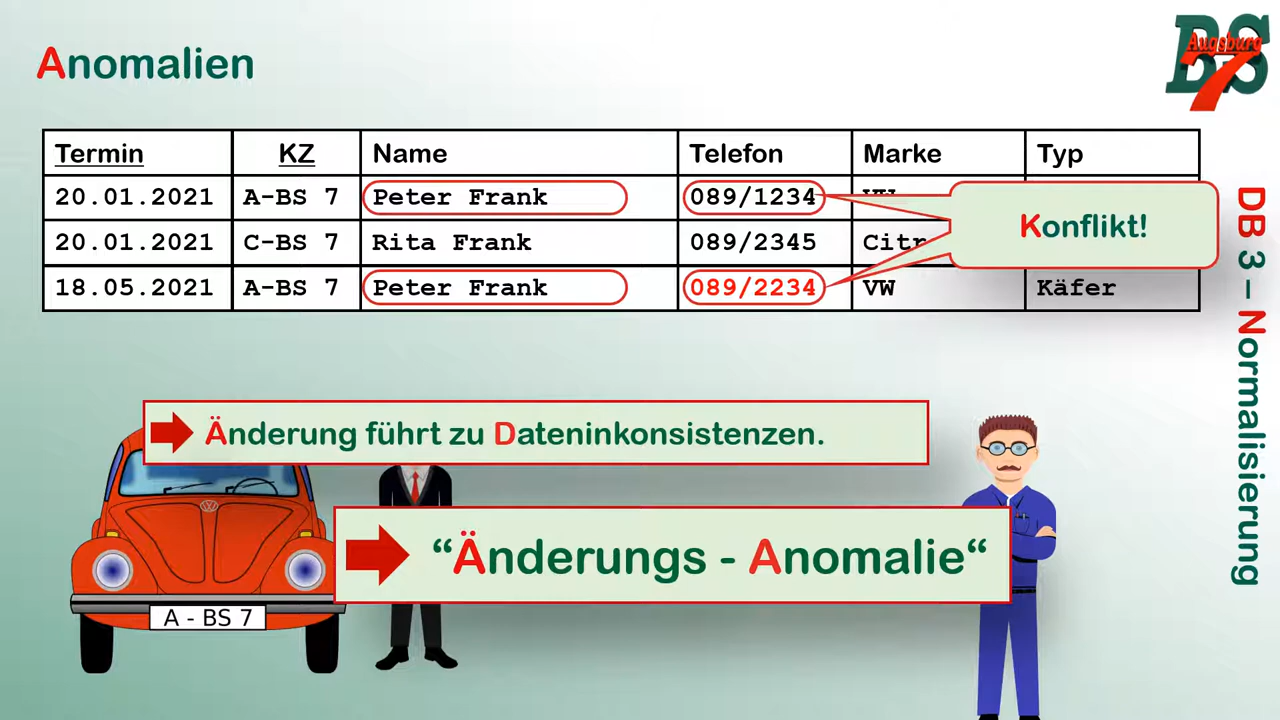 Anomalien
BS 7 Augsburg
Termin KZ Name Telefon Marke Typ
20.01.2021 A-BS 7 Peter Frank 089/1234
20.01.2021 C-BS 7 Rita Frank 089/2345 Citr
18.05.2021 A-BS 7 Peter Frank 089/2234 VW Käfer
Konflikt!
DB 3 – Normalisierung
Änderung führt zu Dateninkonsistenzen.
“Änderungs - Anomalie“
A - BS 7